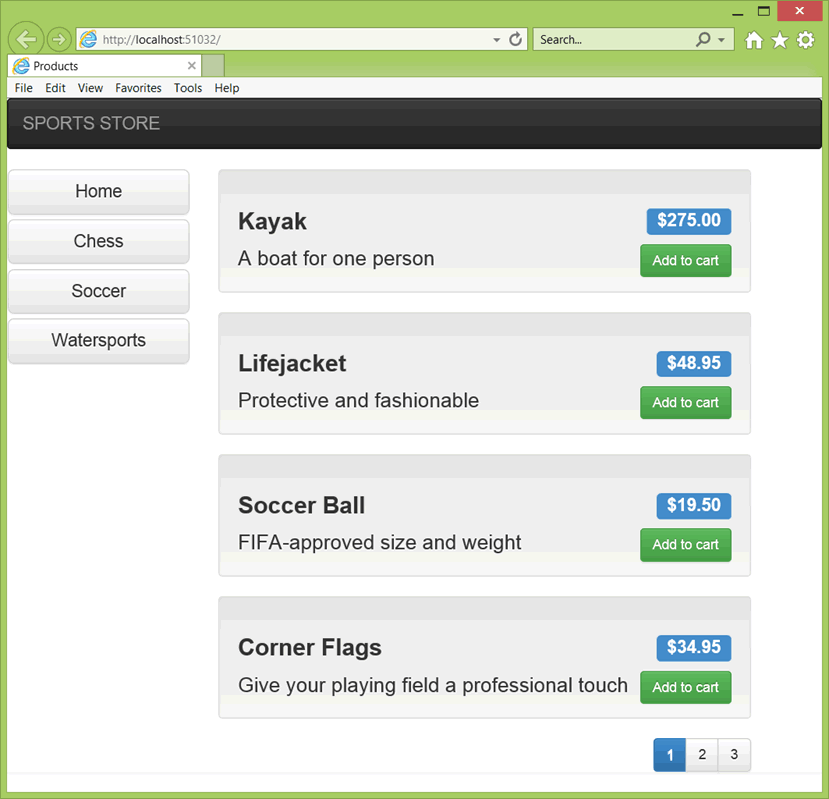 http://localhost:51032/
Search...
Products
File Edit View Favorites Tools Help
SPORTS STORE
Home
Chess
Soccer
Watersports
Kayak $275.00
A boat for one person Add to cart
Lifejacket $48.95
Protective and fashionable Add to cart
Soccer Ball $19.50
FIFA-approved size and weight Add to cart
Corner Flags $34.95
Give your playing field a professional touch Add to cart
1 2 3